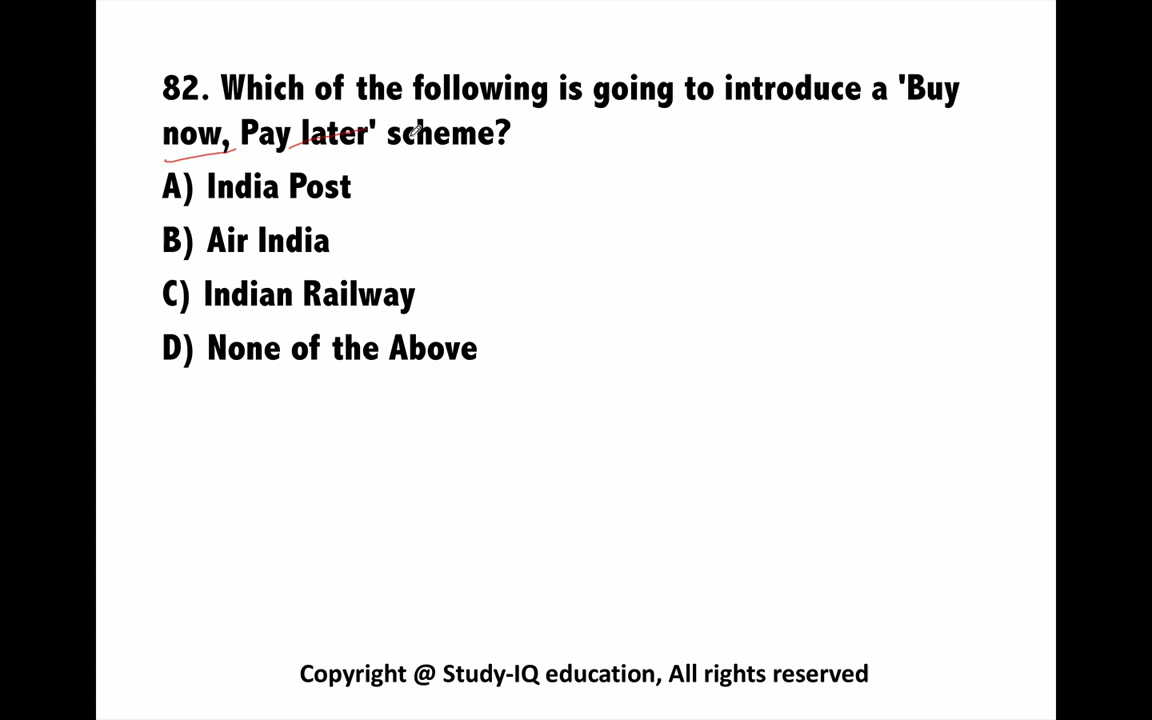 82. Which of the following is going to introduce a 'Buy
now, Pay later' scheme?
A) India Post
B) Air India
C) Indian Railway
D) None of the Above
Copyright @ Study-IQ education, All rights reserved